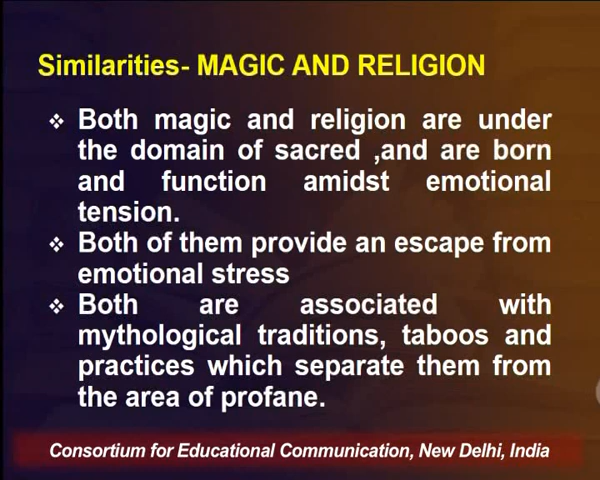 Similarities- MAGIC AND RELIGION
❖ Both magic and religion are under
the domain of sacred ,and are born
and function amidst emotional
tension.
❖ Both of them provide an escape from
emotional stress
❖ Both are associated with
mythological traditions, taboos and
practices which separate them from
the area of profane.
Consortium for Educational Communication, New Delhi, India